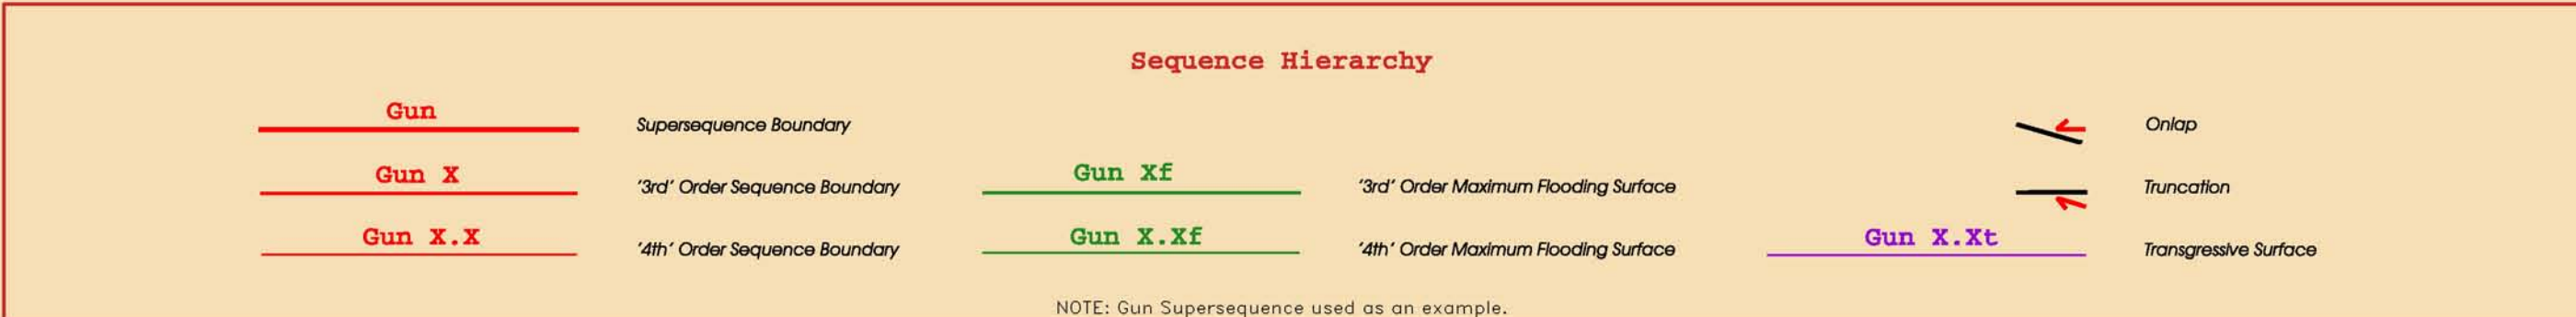 Sequence Hierarchy
Gun
Supersequence Boundary
Onlap
Gun X
'3rd' Order Sequence Boundary
Gun Xf
'3rd' Order Maximum Flooding Surface
Truncation
Gun X.X
'4th' Order Sequence Boundary
Gun X.Xf
'4th' Order Maximum Flooding Surface
Gun X.Xt
Transgressive Surface
NOTE: Gun Supersequence used as an example.